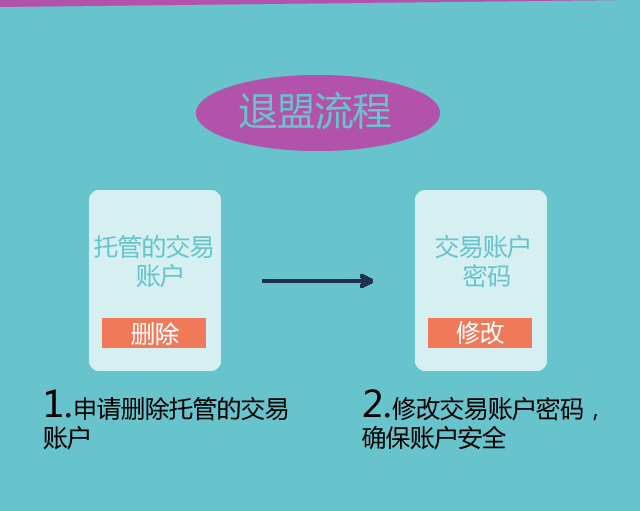 退盟流程
托管的交易
账户
删除
交易账户
密码
修改
1.申请删除托管的交易
账户
2.修改交易账户密码，
确保账户安全